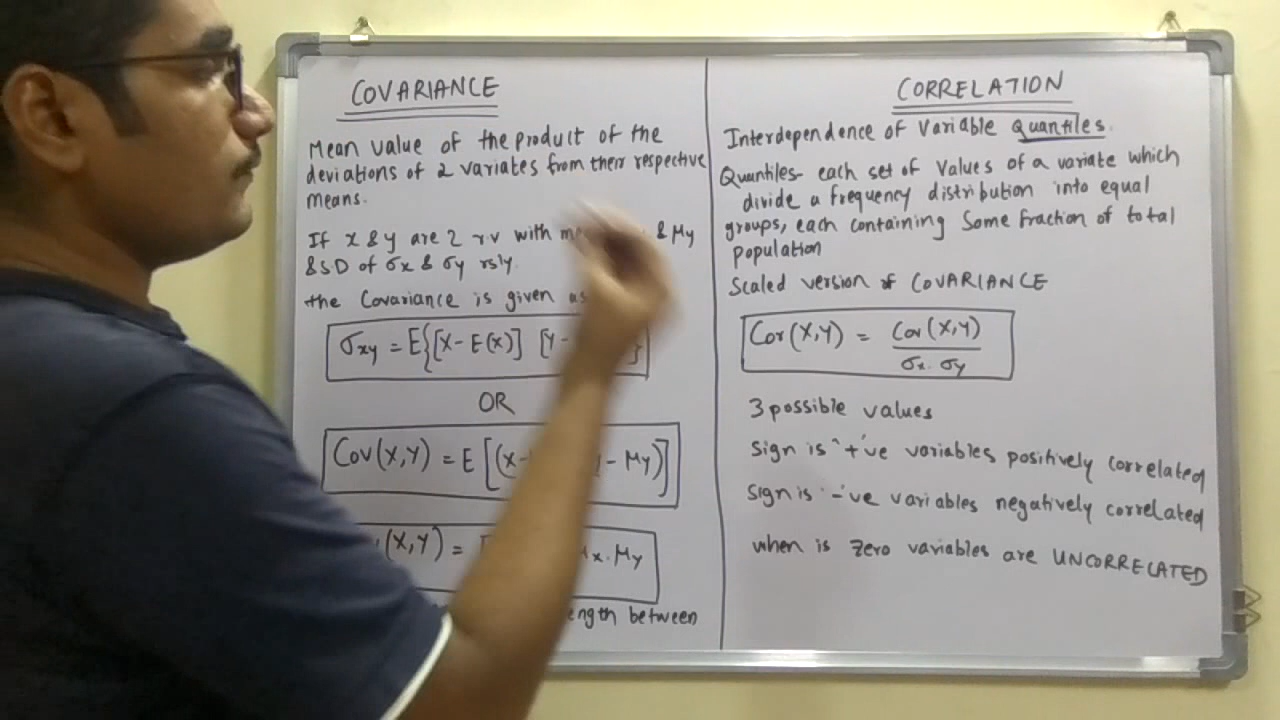 COVARIANCE
Mean value of the product of the
deviations of 2 variates from their respective
means.
If x & y are 2 r.v with & My
& SD of σx & σy rsly.
the Covariance is given as
σxy = E{[X - E(x)] [Y - }
OR
Cov(X,Y) = E[(x - - μy)]
(X,Y) = [ μx.μy
between
CORRELATION
Interdependence of Variable Quantiles.
Quantiles- each set of Values of a variate which
divide a frequency distribution into equal
groups, each containing Some fraction of total
population
Scaled version of COVARIANCE
Cor(X,Y) = Cov(X,Y)
σx. σy
3 possible values
Sign is '+'ve variables positively correlated
Sign is '-'ve variables negatively correlated
when is zero variables are UNCORRELATED